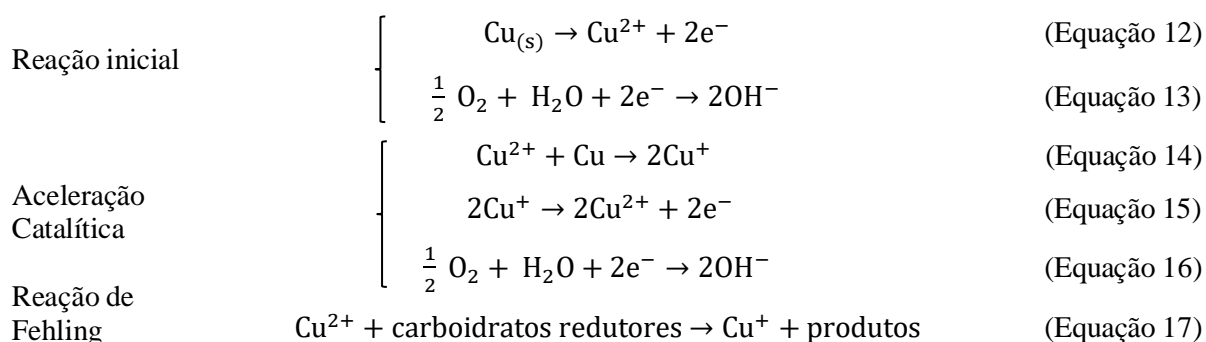 Cu₍ₛ₎ → Cu²⁺ + 2e⁻ (Equação 12)
Reação inicial
½ O₂ + H₂O + 2e⁻ → 2OH⁻ (Equação 13)
Cu²⁺ + Cu → 2Cu⁺ (Equação 14)
Aceleração
Catalítica
2Cu⁺ → 2Cu²⁺ + 2e⁻ (Equação 15)
½ O₂ + H₂O + 2e⁻ → 2OH⁻ (Equação 16)
Reação de
Fehling
Cu²⁺ + carboidratos redutores → Cu⁺ + produtos (Equação 17)